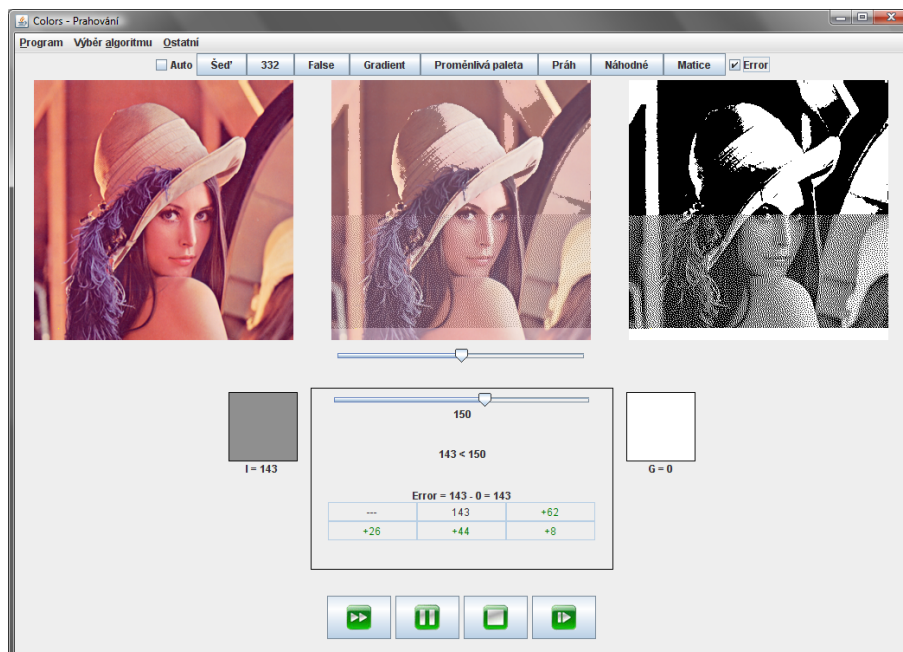 Colors - Prahování
Program Výběr algoritmu Ostatní
Auto Šeď 332 False Gradient Proměnlivá paleta Práh Náhodné Matice Error
150
143 < 150
I = 143
G = 0
Error = 143 - 0 = 143
--- 143 +62
+26 +44 +8